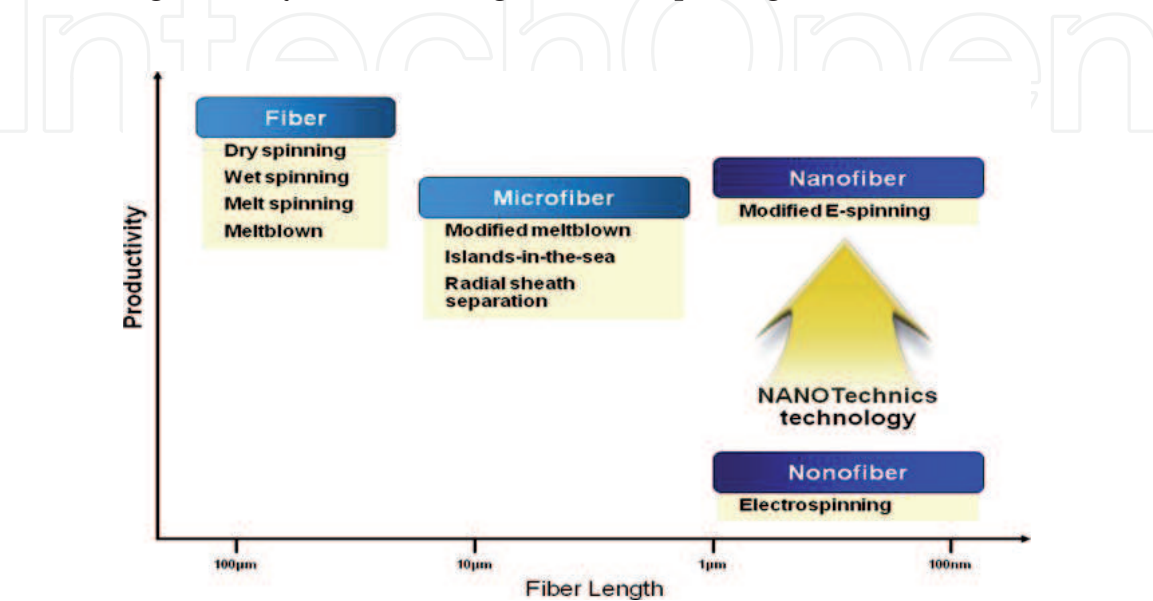 IntechOpen
Fiber
Dry spinning
Wet spinning
Melt spinning
Meltblown
Microfiber
Modified meltblown
Islands-in-the-sea
Radial sheath
separation
Nanofiber
Modified E-spinning
NANOTechnics
technology
Nonofiber
Electrospinning
Productivity
100μm
10μm
1μm
100nm
Fiber Length